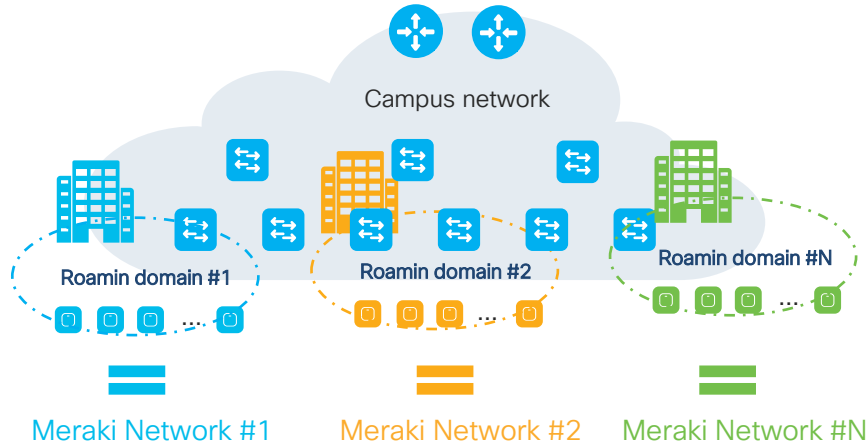 Campus network
Roamin domain #1
Roamin domain #2
Roamin domain #N
... ... ...
Meraki Network #1
Meraki Network #2
Meraki Network #N